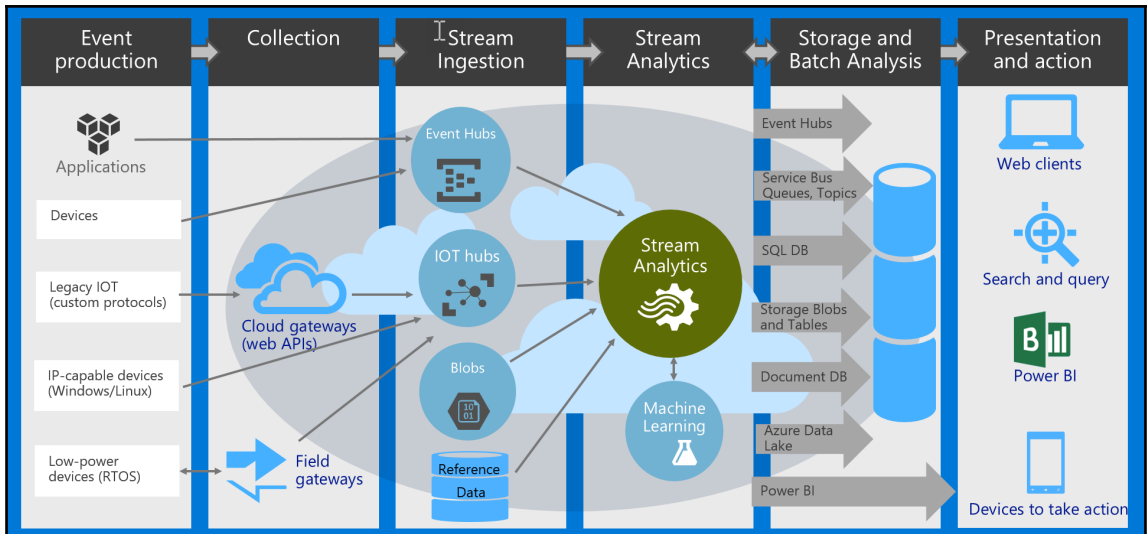 Event
production
Collection
Stream
Ingestion
Stream
Analytics
Storage and
Batch Analysis
Presentation
and action
Applications
Devices
Legacy IOT
(custom protocols)
IP-capable devices
(Windows/Linux)
Low-power
devices (RTOS)
Cloud gateways
(web APIs)
Field
gateways
Event Hubs
IOT hubs
Blobs
10
01
Reference
Data
Stream
Analytics
Machine
Learning
Event Hubs
Service Bus
Queues, Topics
SQL DB
Storage Blobs
and Tables
Document DB
Azure Data
Lake
Power BI
Web clients
Search and query
B
Power BI
Devices to take action